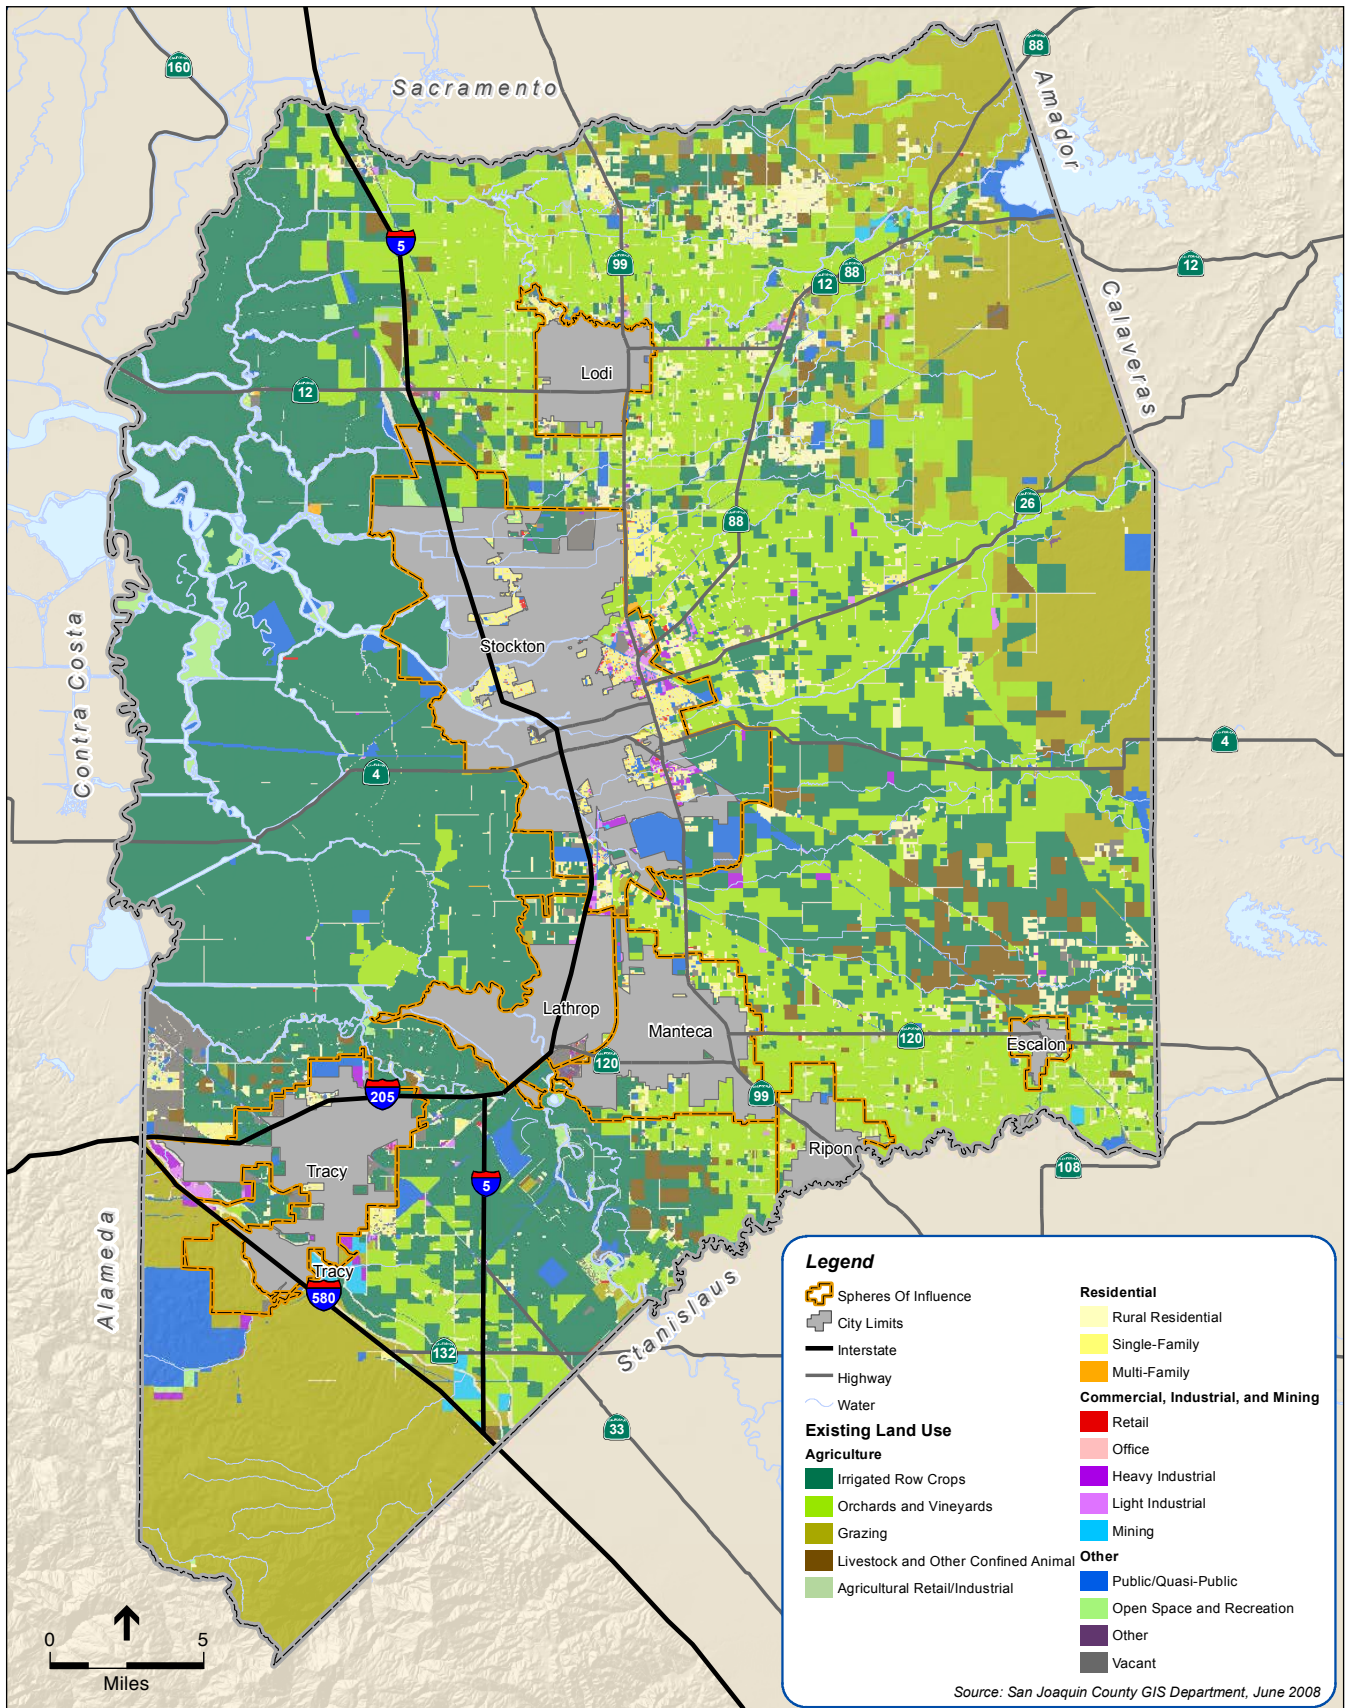 160
88
Sacramento
Amador
5
99
12
88
12
Calaveras
Lodi
12
26
88
Stockton
Contra Costa
4
4
Lathrop
Manteca
120
Escalon
120
205
99
Ripon
108
Tracy
5
Alameda
Tracy
580
Stanislaus
132
33
0 5
Miles
Legend
Spheres Of Influence
City Limits
Interstate
Highway
Water
Existing Land Use
Agriculture
Irrigated Row Crops
Orchards and Vineyards
Grazing
Livestock and Other Confined Animal
Agricultural Retail/Industrial
Residential
Rural Residential
Single-Family
Multi-Family
Commercial, Industrial, and Mining
Retail
Office
Heavy Industrial
Light Industrial
Mining
Other
Public/Quasi-Public
Open Space and Recreation
Other
Vacant
Source: San Joaquin County GIS Department, June 2008